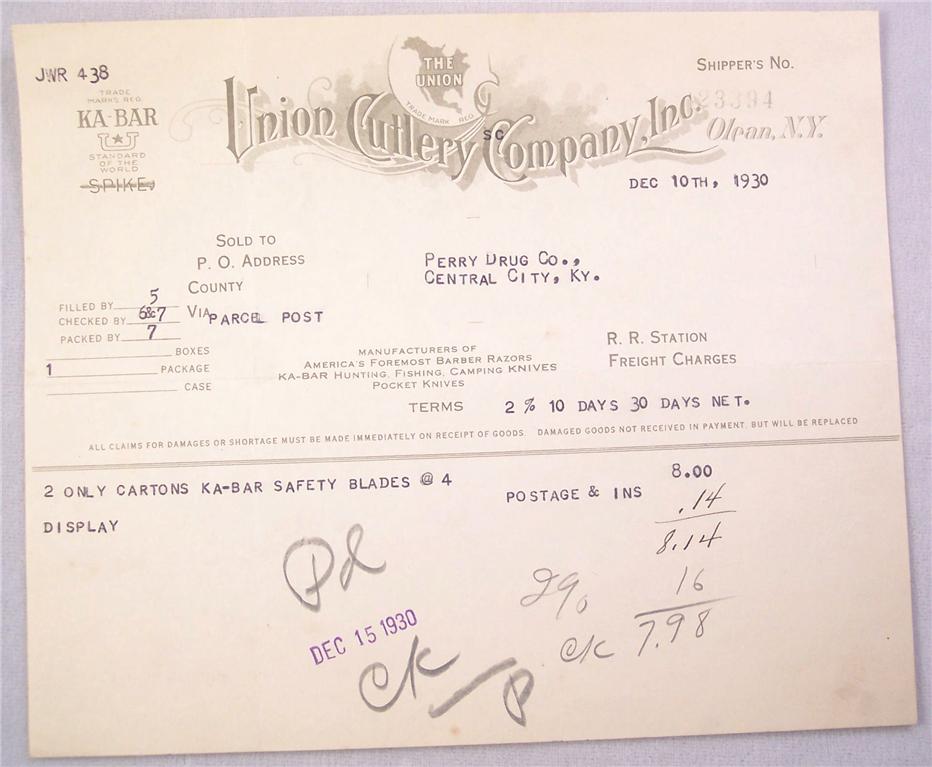 JWR 438
TRADE
MARKS REG.
KA-BAR
STANDARD
OF THE
WORLD
SPIKE,
THE
UNION
TRADE MARK REG
Union Cutlery Company, Inc.
SC
SHIPPER'S NO.
23394
Olean, N.Y.
DEC 10TH, 1930
SOLD TO
P. O. ADDRESS
COUNTY
VIA PARCEL POST
PERRY DRUG CO.,
CENTRAL CITY, KY.
FILLED BY 5
CHECKED BY 6&7
PACKED BY 7
BOXES
1 PACKAGE
CASE
MANUFACTURERS OF
AMERICA'S FOREMOST BARBER RAZORS
KA-BAR HUNTING, FISHING, CAMPING KNIVES
POCKET KNIVES
R. R. STATION
FREIGHT CHARGES
TERMS 2 % 10 DAYS 30 DAYS NET.
ALL CLAIMS FOR DAMAGES OR SHORTAGE MUST BE MADE IMMEDIATELY ON RECEIPT OF GOODS. DAMAGED GOODS NOT RECEIVED IN PAYMENT, BUT WILL BE REPLACED
2 ONLY CARTONS KA-BAR SAFETY BLADES @ 4 8.00
POSTAGE & INS .14
DISPLAY
8.14
2% 16
CK 7.98
Pd
DEC 15 1930
CK
P